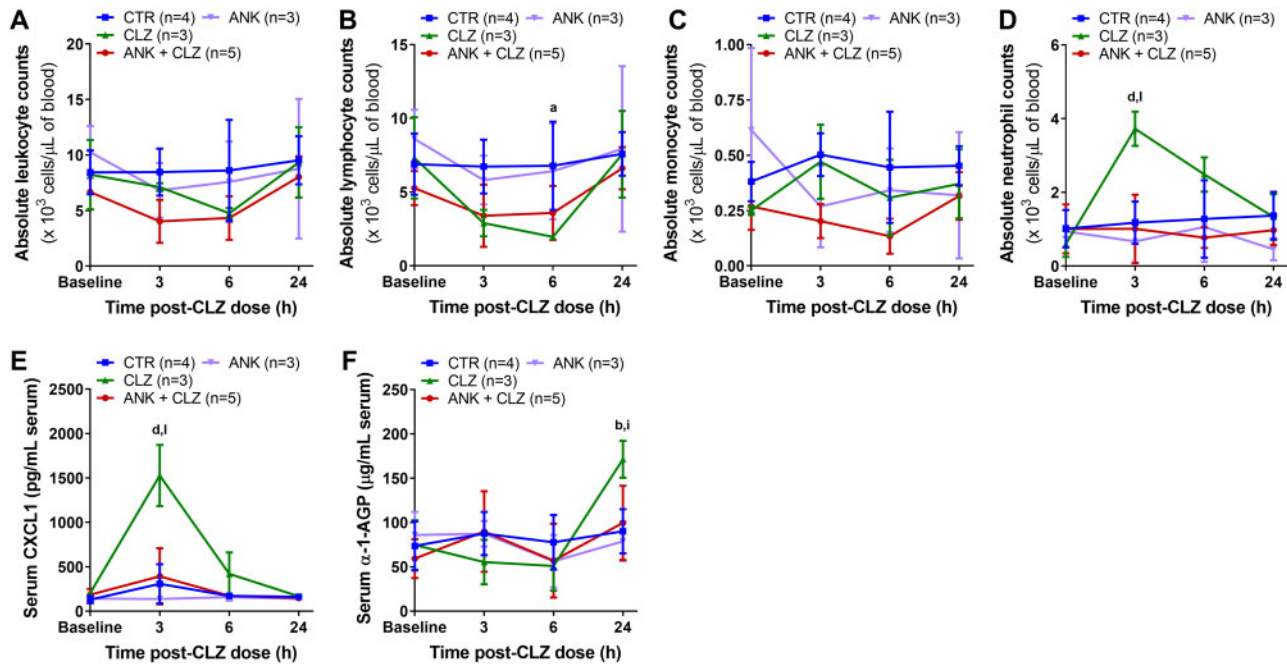 A
CTR (n=4) ANK (n=3)
CLZ (n=3)
ANK + CLZ (n=5)
Absolute leukocyte counts
(x 10³ cells/µL of blood)
20
15
10
5
0
Baseline 3 6 24
Time post-CLZ dose (h)
B
CTR (n=4) ANK (n=3)
CLZ (n=3)
ANK + CLZ (n=5)
Absolute lymphocyte counts
(x 10³ cells/µL of blood)
15
10
5
0
a
Baseline 3 6 24
Time post-CLZ dose (h)
C
CTR (n=4) ANK (n=3)
CLZ (n=3)
ANK + CLZ (n=5)
Absolute monocyte counts
(x 10³ cells/µL of blood)
1.00
0.75
0.50
0.25
0.00
Baseline 3 6 24
Time post-CLZ dose (h)
D
CTR (n=4) ANK (n=3)
CLZ (n=3)
ANK + CLZ (n=5)
Absolute neutrophil counts
(x 10³ cells/µL of blood)
6
4
2
0
d,l
Baseline 3 6 24
Time post-CLZ dose (h)
E
CTR (n=4) ANK (n=3)
CLZ (n=3)
ANK + CLZ (n=5)
Serum CXCL1 (pg/mL serum)
2500
2000
1500
1000
500
0
d,l
Baseline 3 6 24
Time post-CLZ dose (h)
F
CTR (n=4) ANK (n=3)
CLZ (n=3)
ANK + CLZ (n=5)
Serum α-1-AGP (µg/mL serum)
250
200
150
100
50
0
b,i
Baseline 3 6 24
Time post-CLZ dose (h)